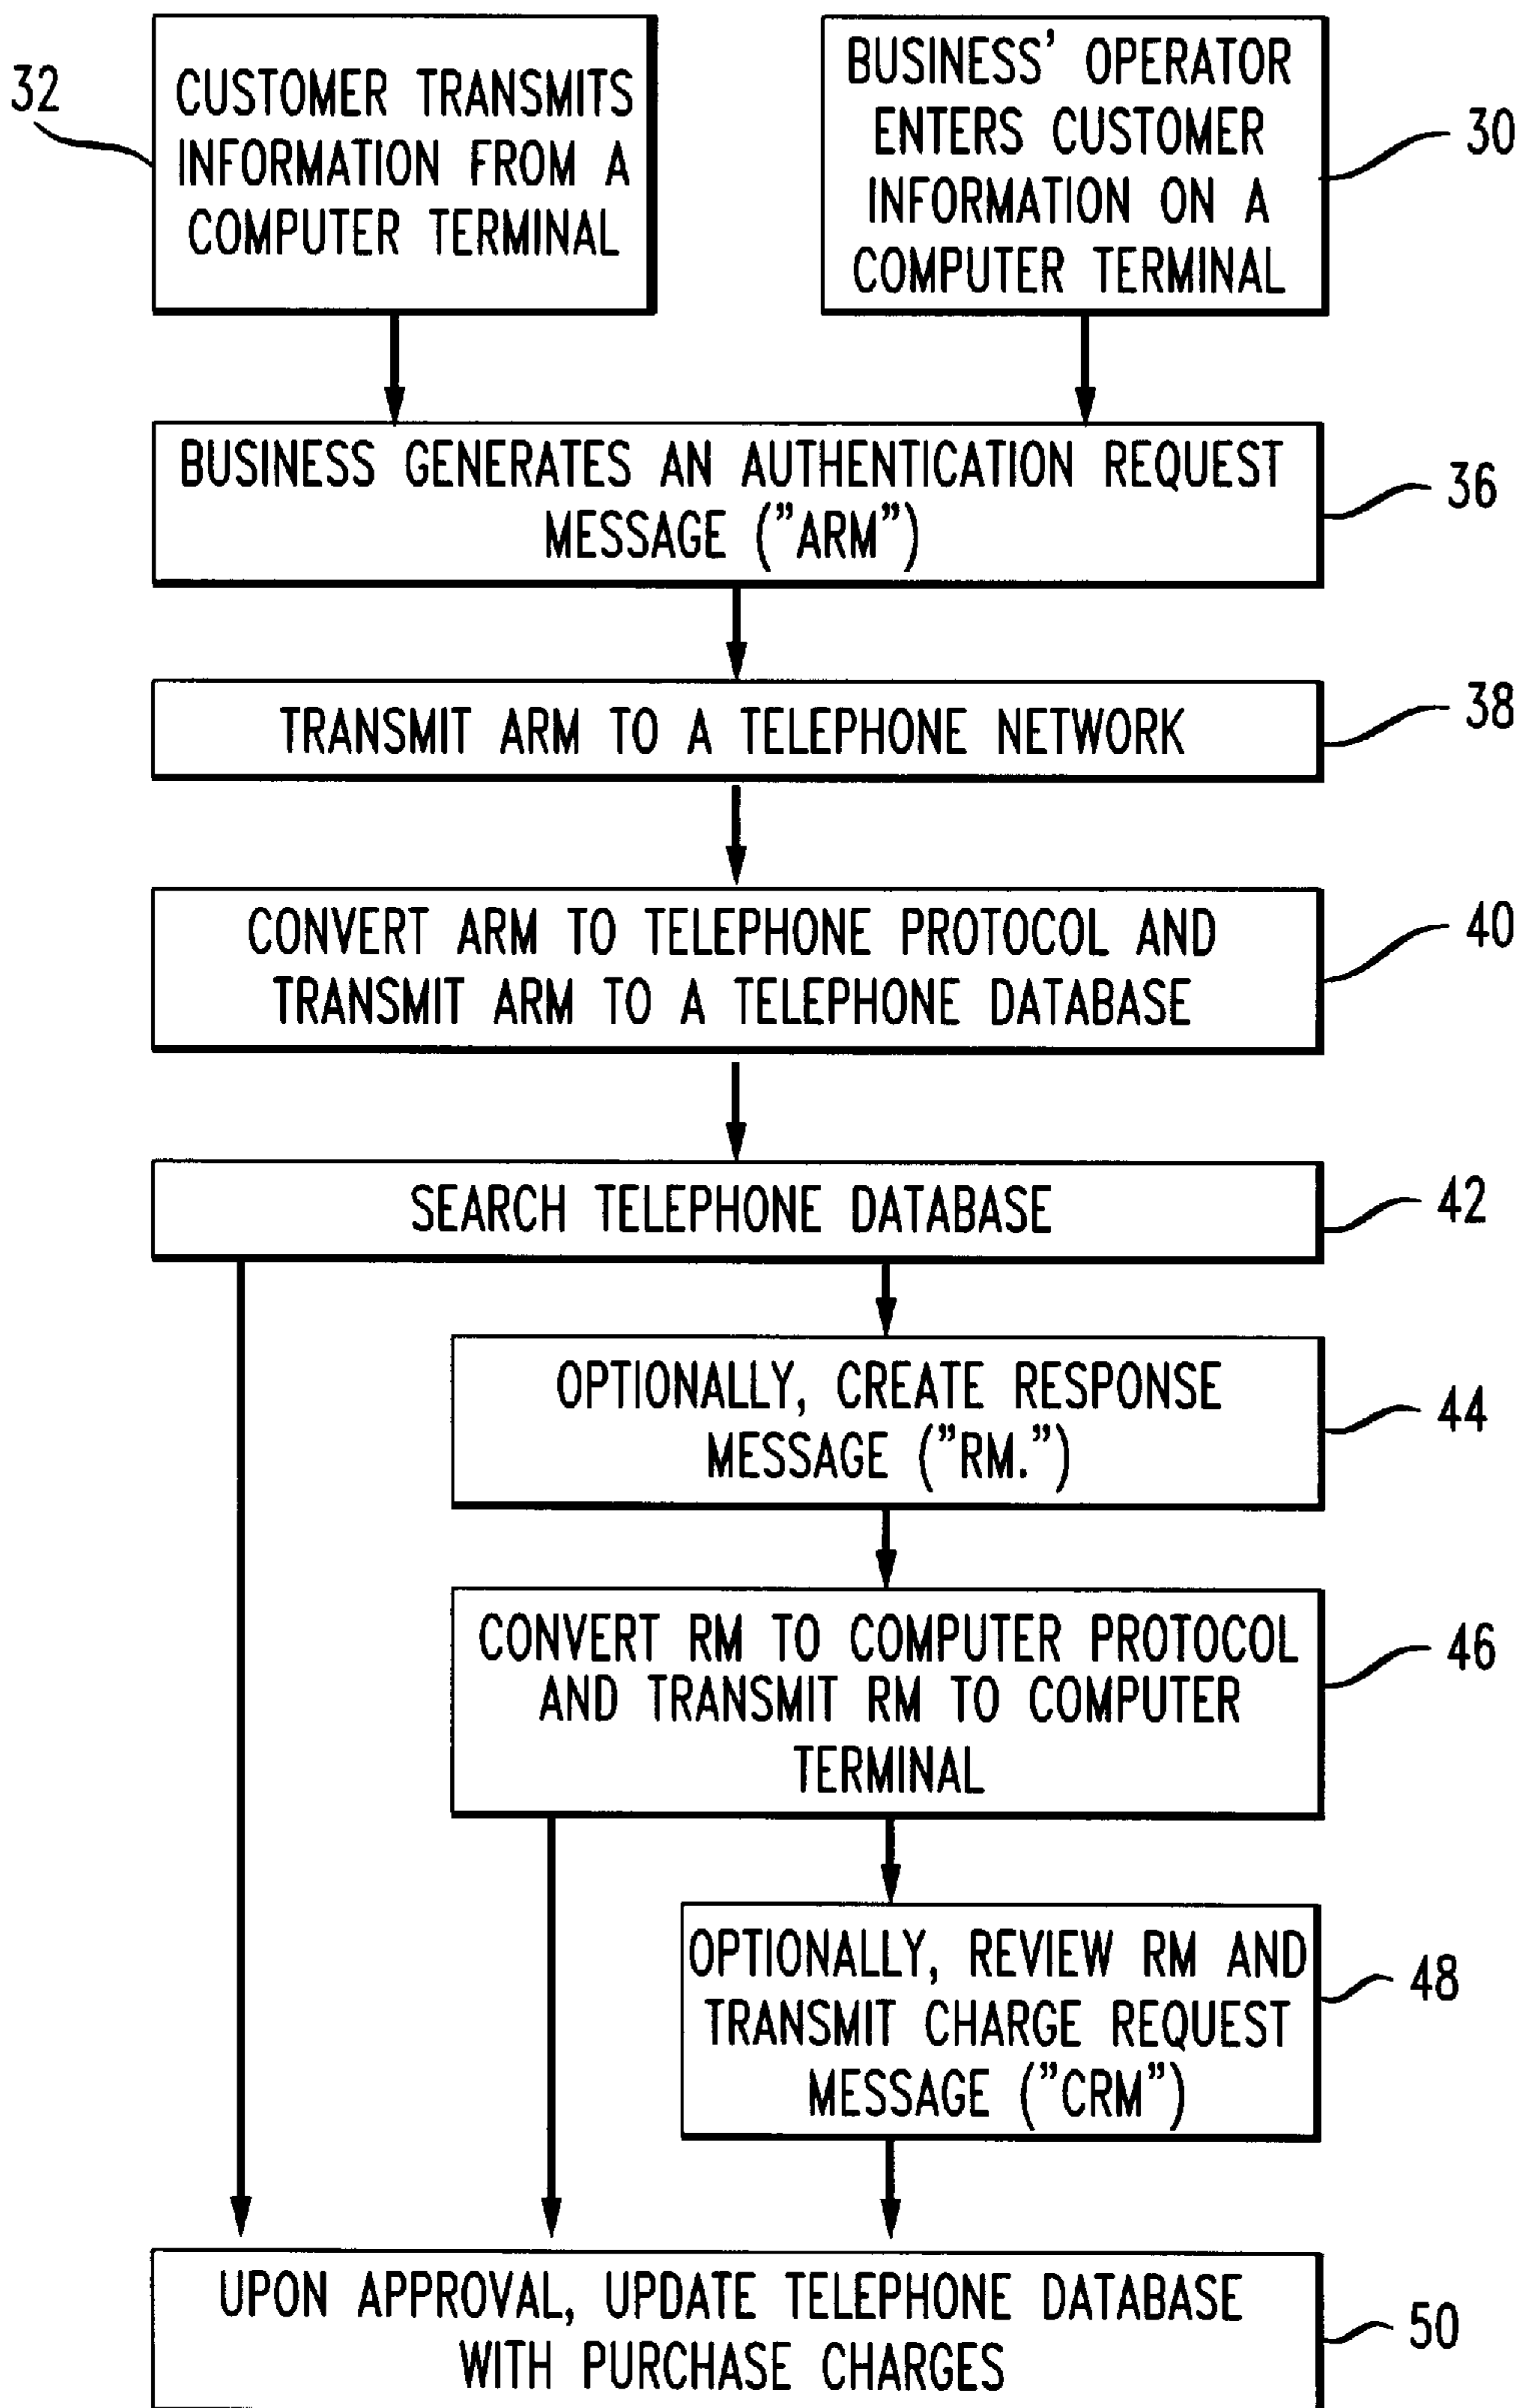 32
CUSTOMER TRANSMITS
INFORMATION FROM A
COMPUTER TERMINAL
BUSINESS' OPERATOR
ENTERS CUSTOMER
INFORMATION ON A
COMPUTER TERMINAL
30
BUSINESS GENERATES AN AUTHENTICATION REQUEST
MESSAGE ("ARM")
36
TRANSMIT ARM TO A TELEPHONE NETWORK
38
CONVERT ARM TO TELEPHONE PROTOCOL AND
TRANSMIT ARM TO A TELEPHONE DATABASE
40
SEARCH TELEPHONE DATABASE
42
OPTIONALLY, CREATE RESPONSE
MESSAGE ("RM.")
44
CONVERT RM TO COMPUTER PROTOCOL
AND TRANSMIT RM TO COMPUTER
TERMINAL
46
OPTIONALLY, REVIEW RM AND
TRANSMIT CHARGE REQUEST
MESSAGE ("CRM")
48
UPON APPROVAL, UPDATE TELEPHONE DATABASE
WITH PURCHASE CHARGES
50